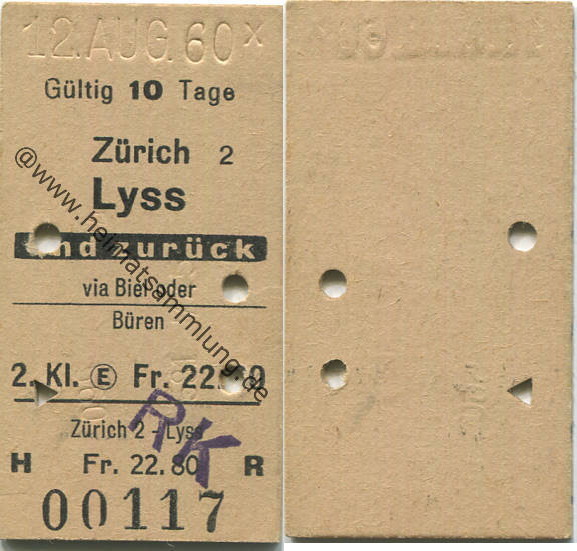 12. AUG. 60 X
Gültig 10 Tage
Zürich 2
Lyss
und zurück
via Biel oder
Büren
2. Kl. E Fr. 22.
RK
Zürich 2 - Lyss
H Fr. 22.80 R
00117
@www.heimatsammlung.de